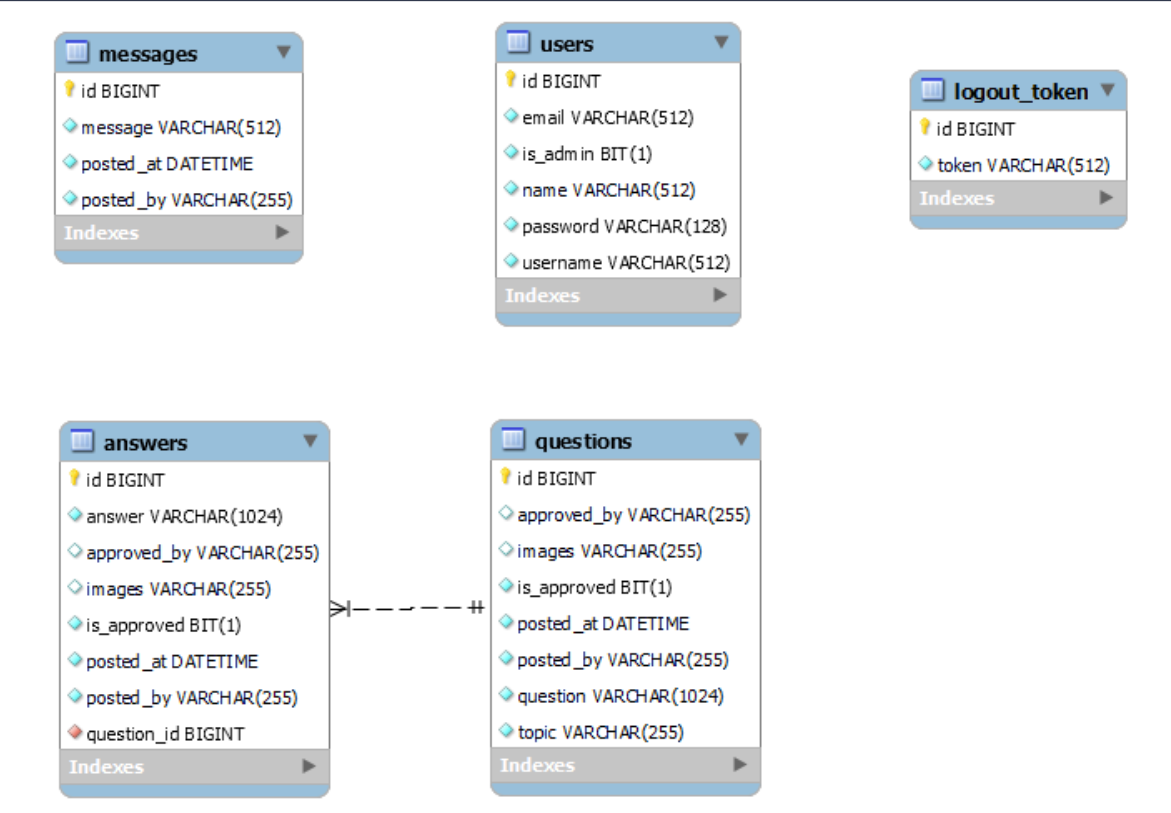 messages
id BIGINT
message VARCHAR(512)
posted_at DATETIME
posted_by VARCHAR(255)
Indexes
users
id BIGINT
email VARCHAR(512)
is_admin BIT(1)
name VARCHAR(512)
password VARCHAR(128)
username VARCHAR(512)
Indexes
logout_token
id BIGINT
token VARCHAR(512)
Indexes
answers
id BIGINT
answer VARCHAR(1024)
approved_by VARCHAR(255)
images VARCHAR(255)
is_approved BIT(1)
posted_at DATETIME
posted_by VARCHAR(255)
question_id BIGINT
Indexes
questions
id BIGINT
approved_by VARCHAR(255)
images VARCHAR(255)
is_approved BIT(1)
posted_at DATETIME
posted_by VARCHAR(255)
question VARCHAR(1024)
topic VARCHAR(255)
Indexes